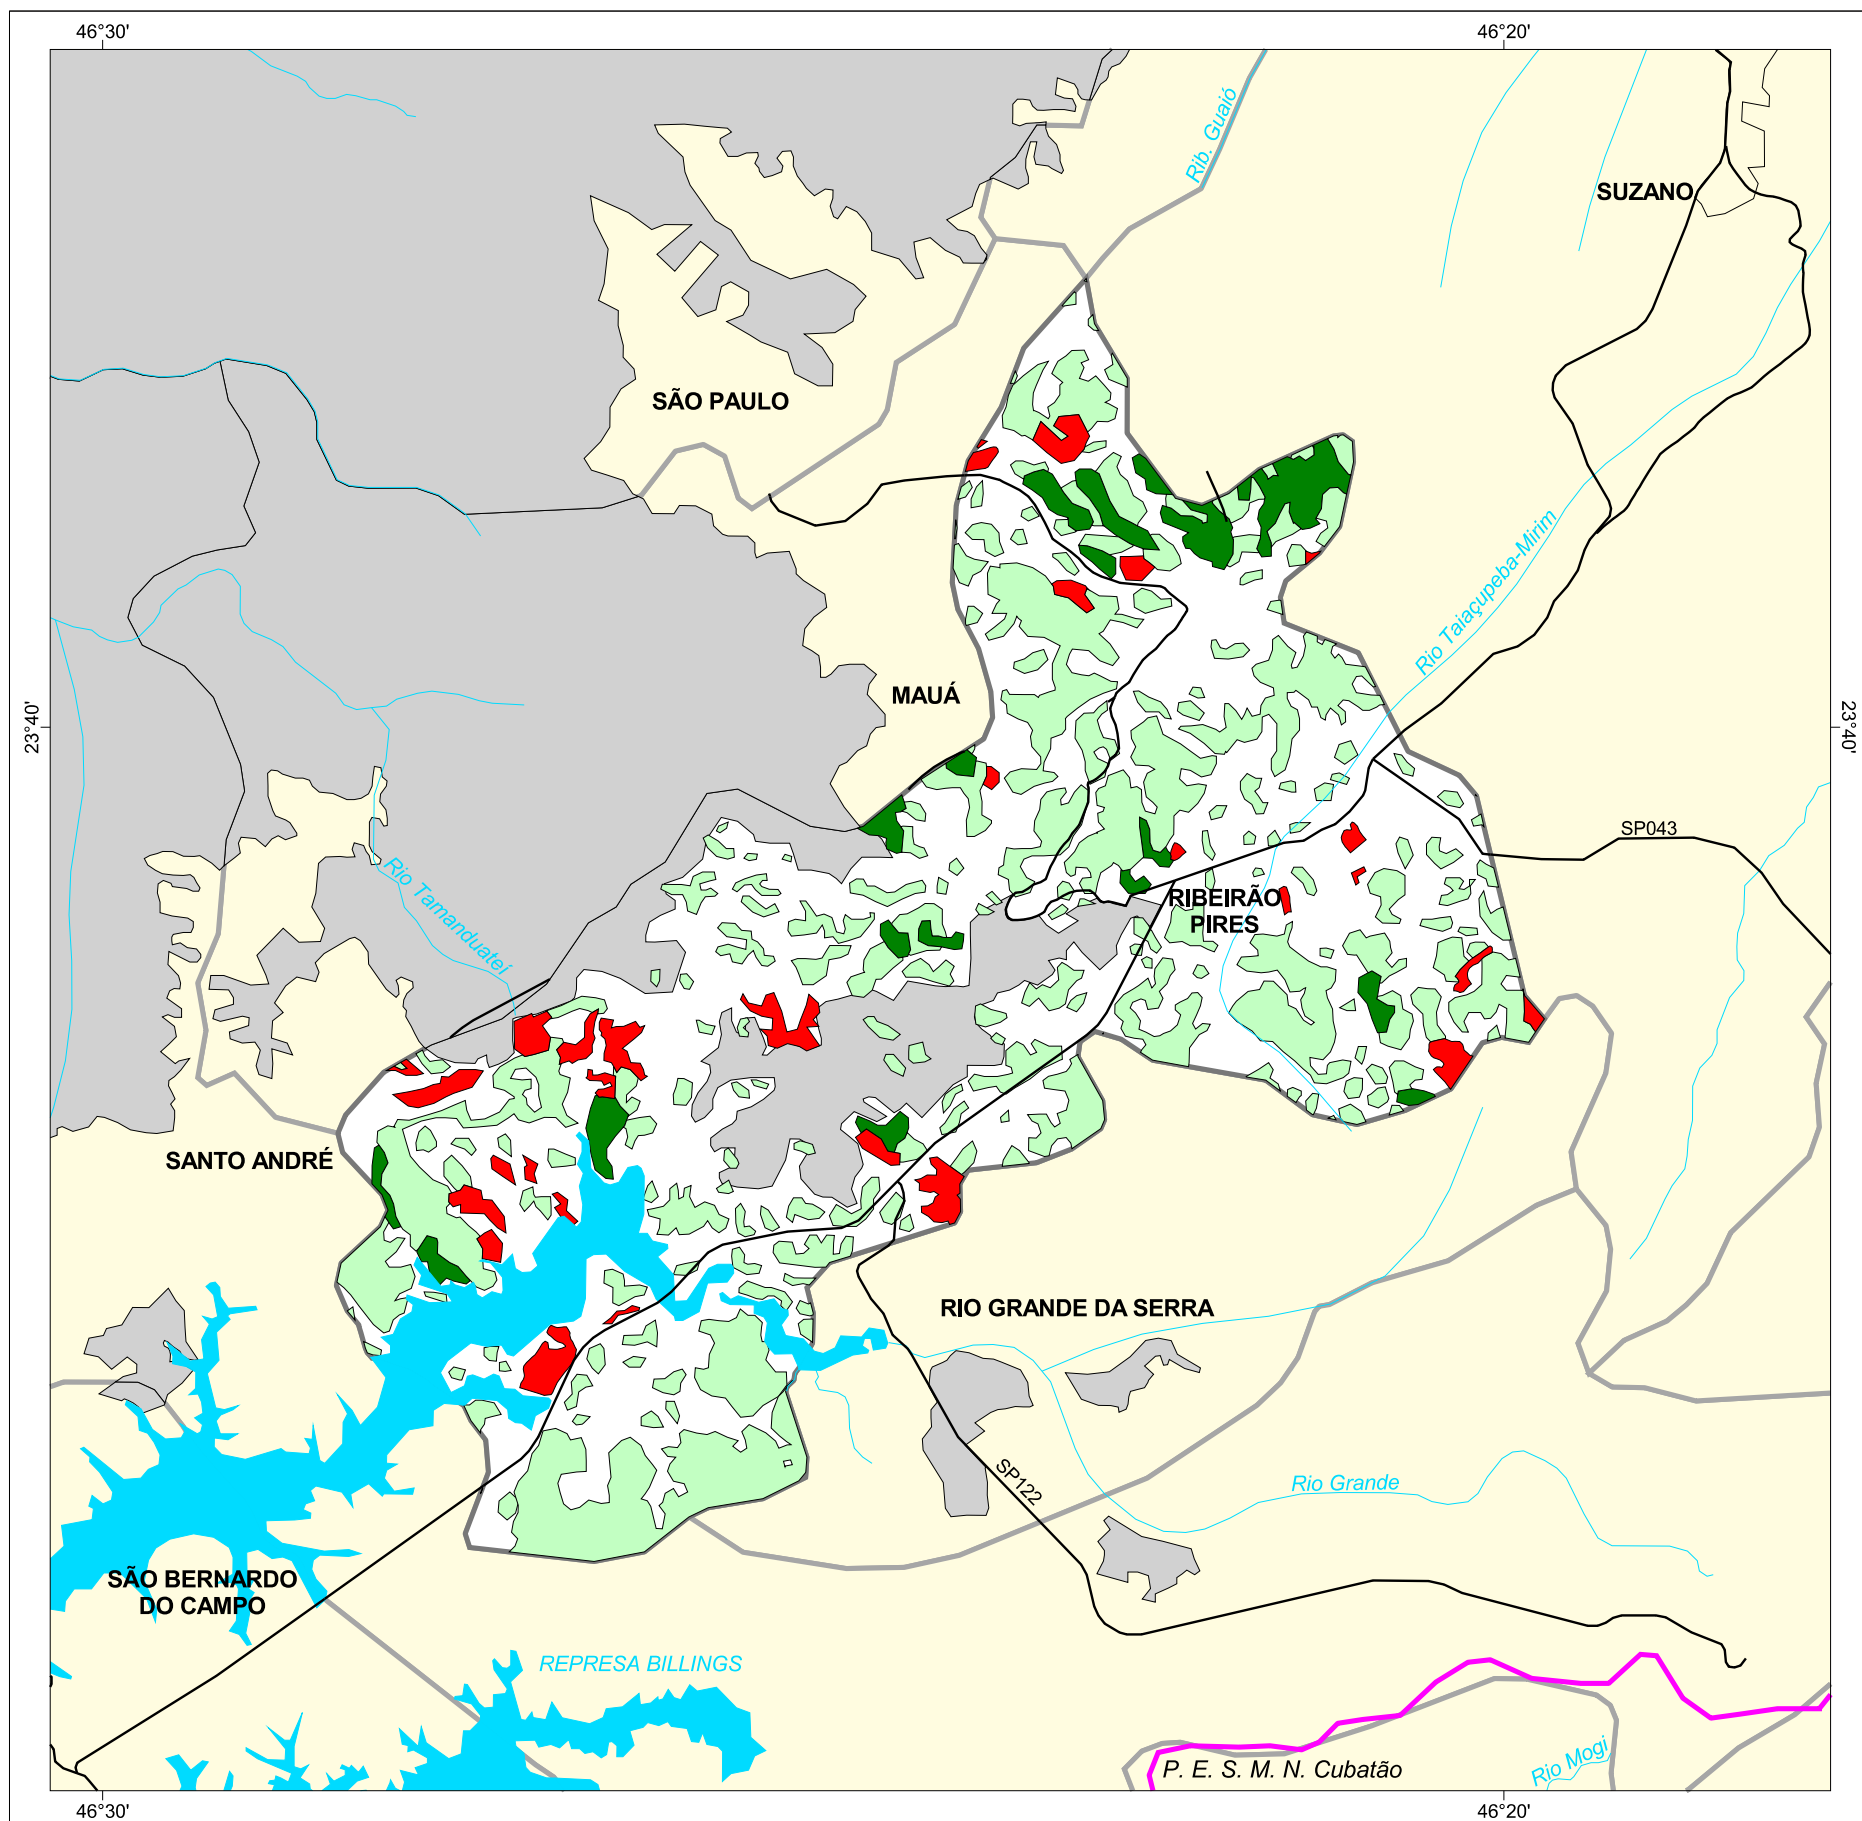 46°30'
46°20'
Rib. Guaió
SUZANO
SÃO PAULO
Rio Taiaçupeba-Mirim
MAUÁ
23°40'
23°40'
SP043
Rio Tamanduateí
RIBEIRÃO
PIRES
SANTO ANDRÉ
RIO GRANDE DA SERRA
SP122
Rio Grande
SÃO BERNARDO
DO CAMPO
REPRESA BILLINGS
Rio Mogi
P. E. S. M. N. Cubatão
46°30'
46°20'